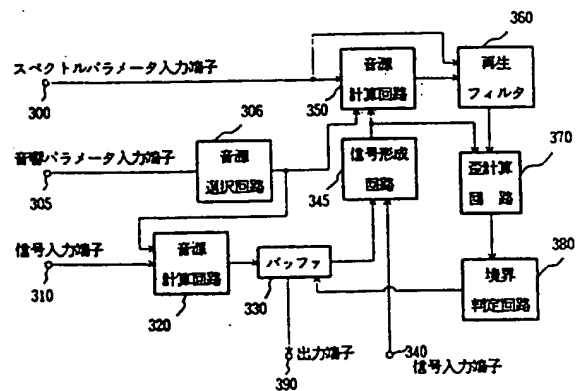 360
スペクトルパラメータ入力端子
音源
計算回路
再生
フィルタ
300
350
306
音響パラメータ入力端子
音源
選択回路
信号形成
回路
370
歪計算
回路
305
345
信号入力端子
音源
計算回路
バッファ
380
境界
判定回路
310
320
330
出力端子
340
信号入力端子
390